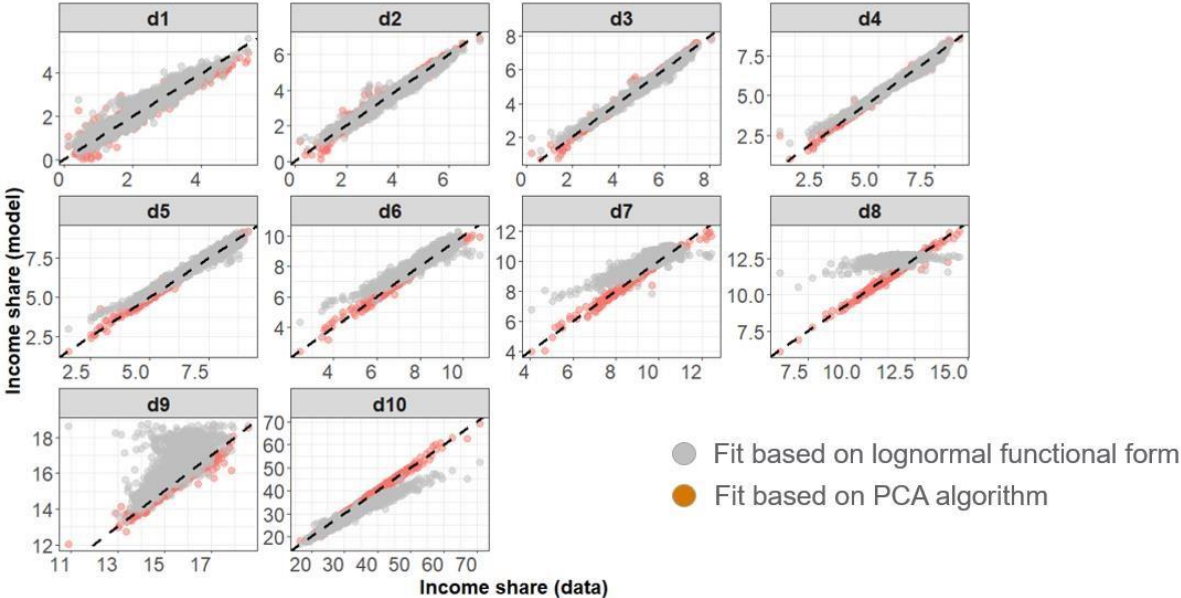 d1 d2 d3 d4
4
2
0
0 2 4
6
4
2
0
0 2 4 6
8
6
4
2
0 2 4 6 8
7.5
5.0
2.5
2.5 5.0 7.5
Income share (model)
d5 d6 d7 d8
7.5
5.0
2.5
2.5 5.0 7.5
10
8
6
4
4 6 8 10
12
10
8
6
4
4 6 8 10 12
12.5
10.0
7.5
7.5 10.0 12.5 15.0
d9 d10
18
16
14
12
11 13 15 17
70
60
50
40
30
20
20 30 40 50 60 70
Income share (data)
Fit based on lognormal functional form
Fit based on PCA algorithm